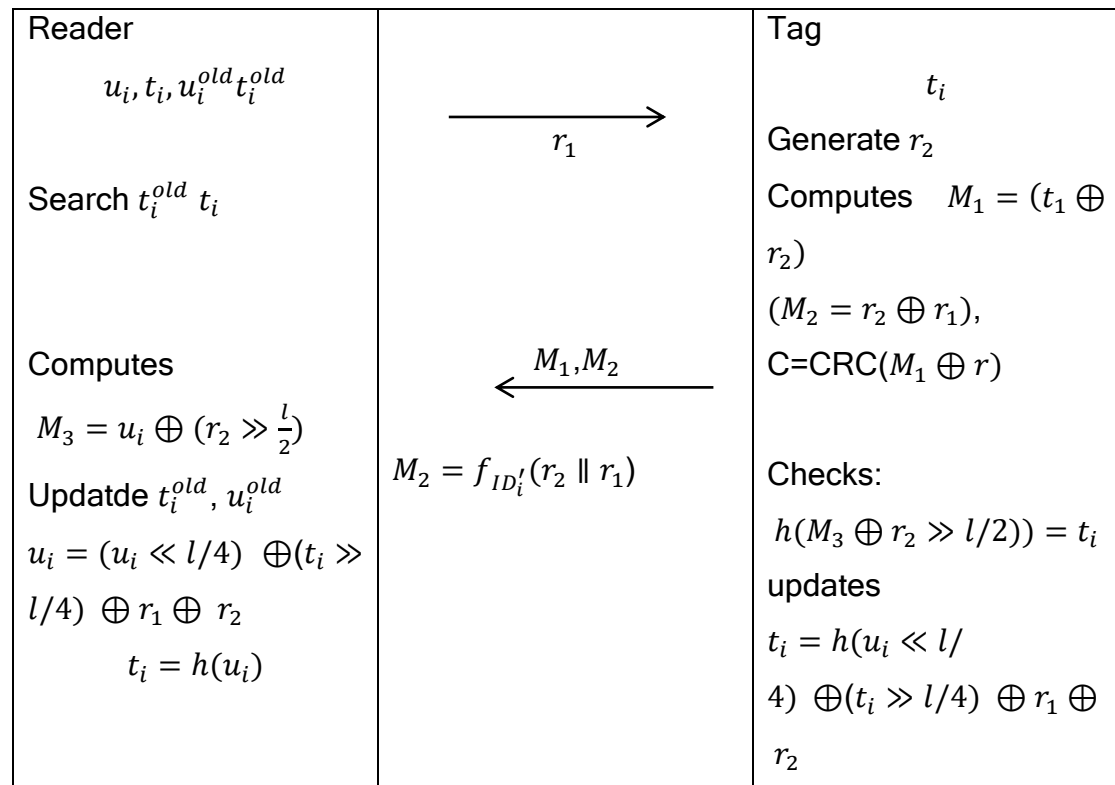 Reader
u_i, t_i, u_i^{old} t_i^{old}
Search t_i^{old} t_i
Computes
M_3 = u_i ⊕ (r_2 ≫ \frac{l}{2})
Updatde t_i^{old}, u_i^{old}
u_i = (u_i ≪ l/4) ⊕(t_i ≫
l/4) ⊕ r_1 ⊕ r_2
t_i = h(u_i)
r_1
M_1,M_2
M_2 = f_{ID_i'}(r_2 ∥ r_1)
Tag
t_i
Generate r_2
Computes M_1 = (t_1 ⊕
r_2)
(M_2 = r_2 ⊕ r_1),
C=CRC(M_1 ⊕ r)
Checks:
h(M_3 ⊕ r_2 ≫ l/2)) = t_i
updates
t_i = h(u_i ≪ l/
4) ⊕(t_i ≫ l/4) ⊕ r_1 ⊕
r_2